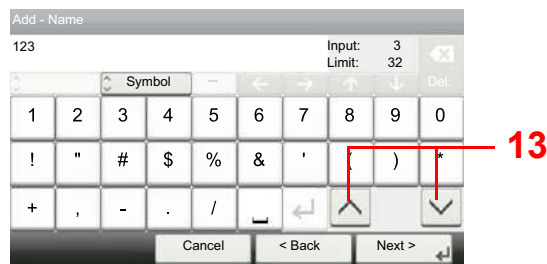 Add - Name
123
Input: 3
Limit: 32
Symbol
Del.
1 2 3 4 5 6 7 8 9 0
! " # $ % & ' ( ) *
+ , - . /
Cancel < Back Next >
13